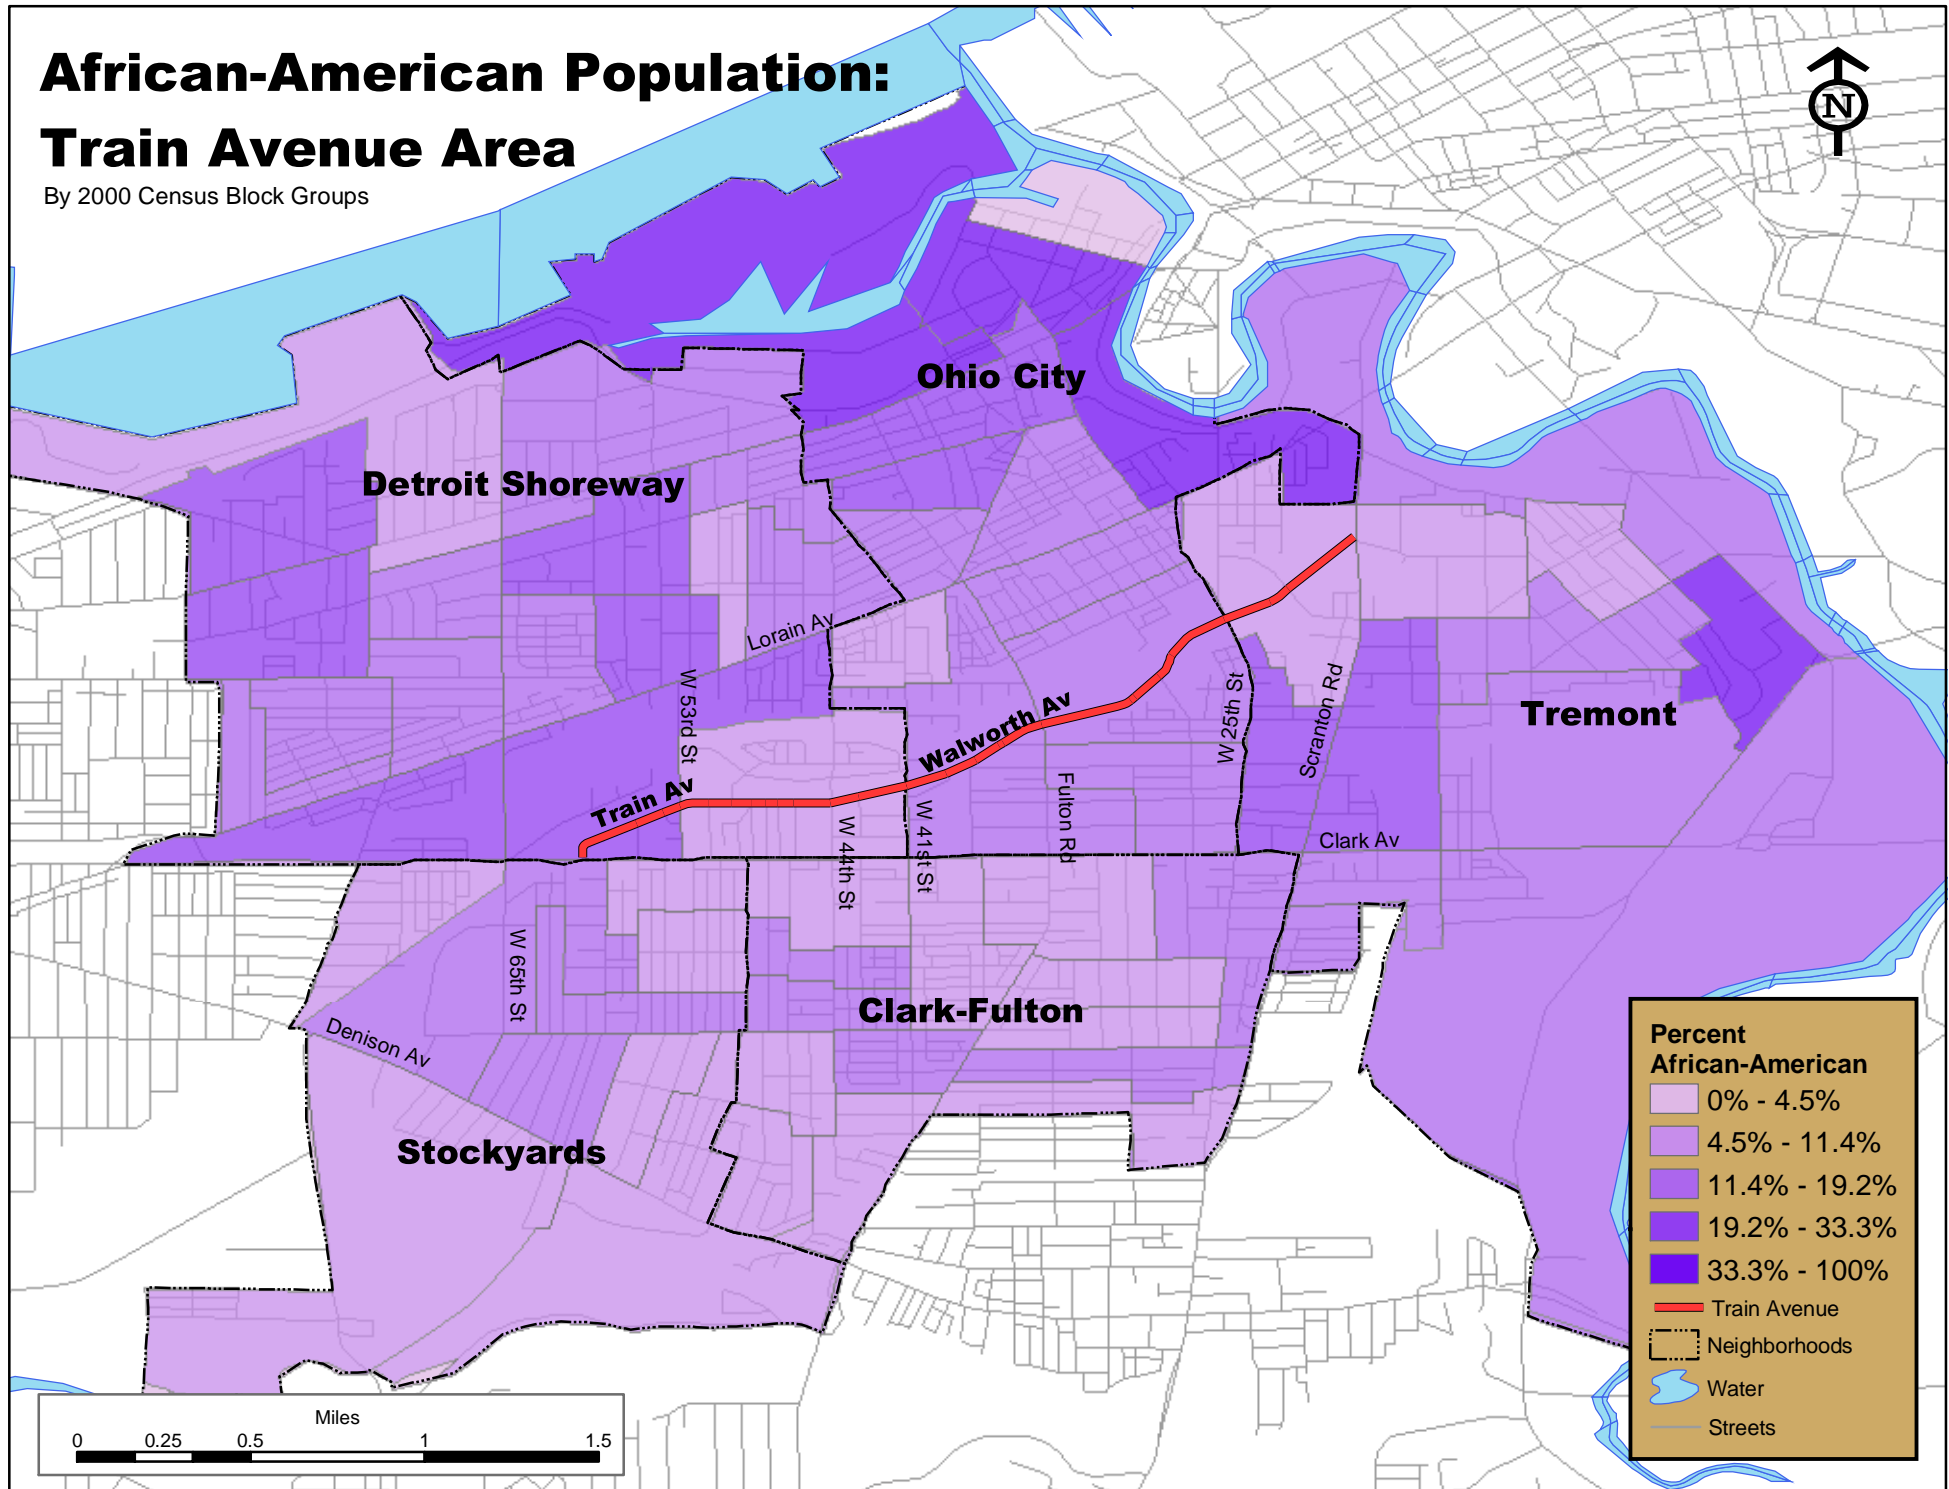 African-American Population:
Train Avenue Area
By 2000 Census Block Groups
N
Ohio City
Detroit Shoreway
Lorain Av
W 53rd St
Train Av
Walworth Av
W 44th St
W 41st St
Fulton Rd
W 25th St
Scranton Rd
Tremont
Clark Av
W 65th St
Denison Av
Clark-Fulton
Stockyards
Percent
African-American
0% - 4.5%
4.5% - 11.4%
11.4% - 19.2%
19.2% - 33.3%
33.3% - 100%
Train Avenue
Neighborhoods
Water
Streets
Miles
0 0.25 0.5 1 1.5